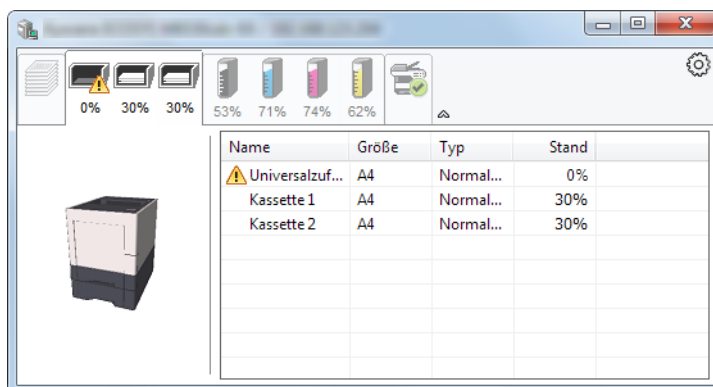 0% 30% 30% 53% 71% 74% 62%
Name Größe Typ Stand
Universalzuf... A4 Normal... 0%
Kassette 1 A4 Normal... 30%
Kassette 2 A4 Normal... 30%